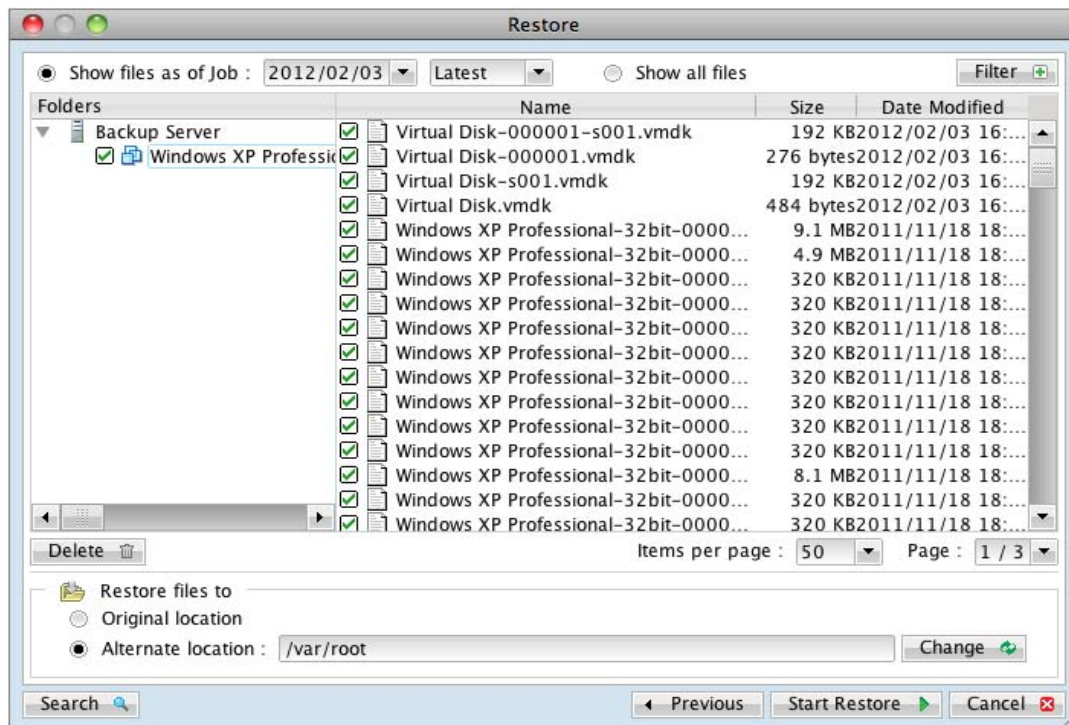 Restore
Show files as of Job : 2012/02/03 Latest Show all files Filter
Folders Name Size Date Modified
Backup Server Virtual Disk-000001-s001.vmdk 192 KB 2012/02/03 16:...
Windows XP Professic Virtual Disk-000001.vmdk 276 bytes 2012/02/03 16:...
Virtual Disk-s001.vmdk 192 KB 2012/02/03 16:...
Virtual Disk.vmdk 484 bytes 2012/02/03 16:...
Windows XP Professional-32bit-0000... 9.1 MB 2011/11/18 18:...
Windows XP Professional-32bit-0000... 4.9 MB 2011/11/18 18:...
Windows XP Professional-32bit-0000... 320 KB 2011/11/18 18:...
Windows XP Professional-32bit-0000... 320 KB 2011/11/18 18:...
Windows XP Professional-32bit-0000... 320 KB 2011/11/18 18:...
Windows XP Professional-32bit-0000... 320 KB 2011/11/18 18:...
Windows XP Professional-32bit-0000... 320 KB 2011/11/18 18:...
Windows XP Professional-32bit-0000... 320 KB 2011/11/18 18:...
Windows XP Professional-32bit-0000... 320 KB 2011/11/18 18:...
Windows XP Professional-32bit-0000... 320 KB 2011/11/18 18:...
Windows XP Professional-32bit-0000... 8.1 MB 2011/11/18 18:...
Windows XP Professional-32bit-0000... 320 KB 2011/11/18 18:...
Windows XP Professional-32bit-0000... 320 KB 2011/11/18 18:...
Delete Items per page : 50 Page : 1 / 3
Restore files to
Original location
Alternate location : /var/root Change
Search Previous Start Restore Cancel